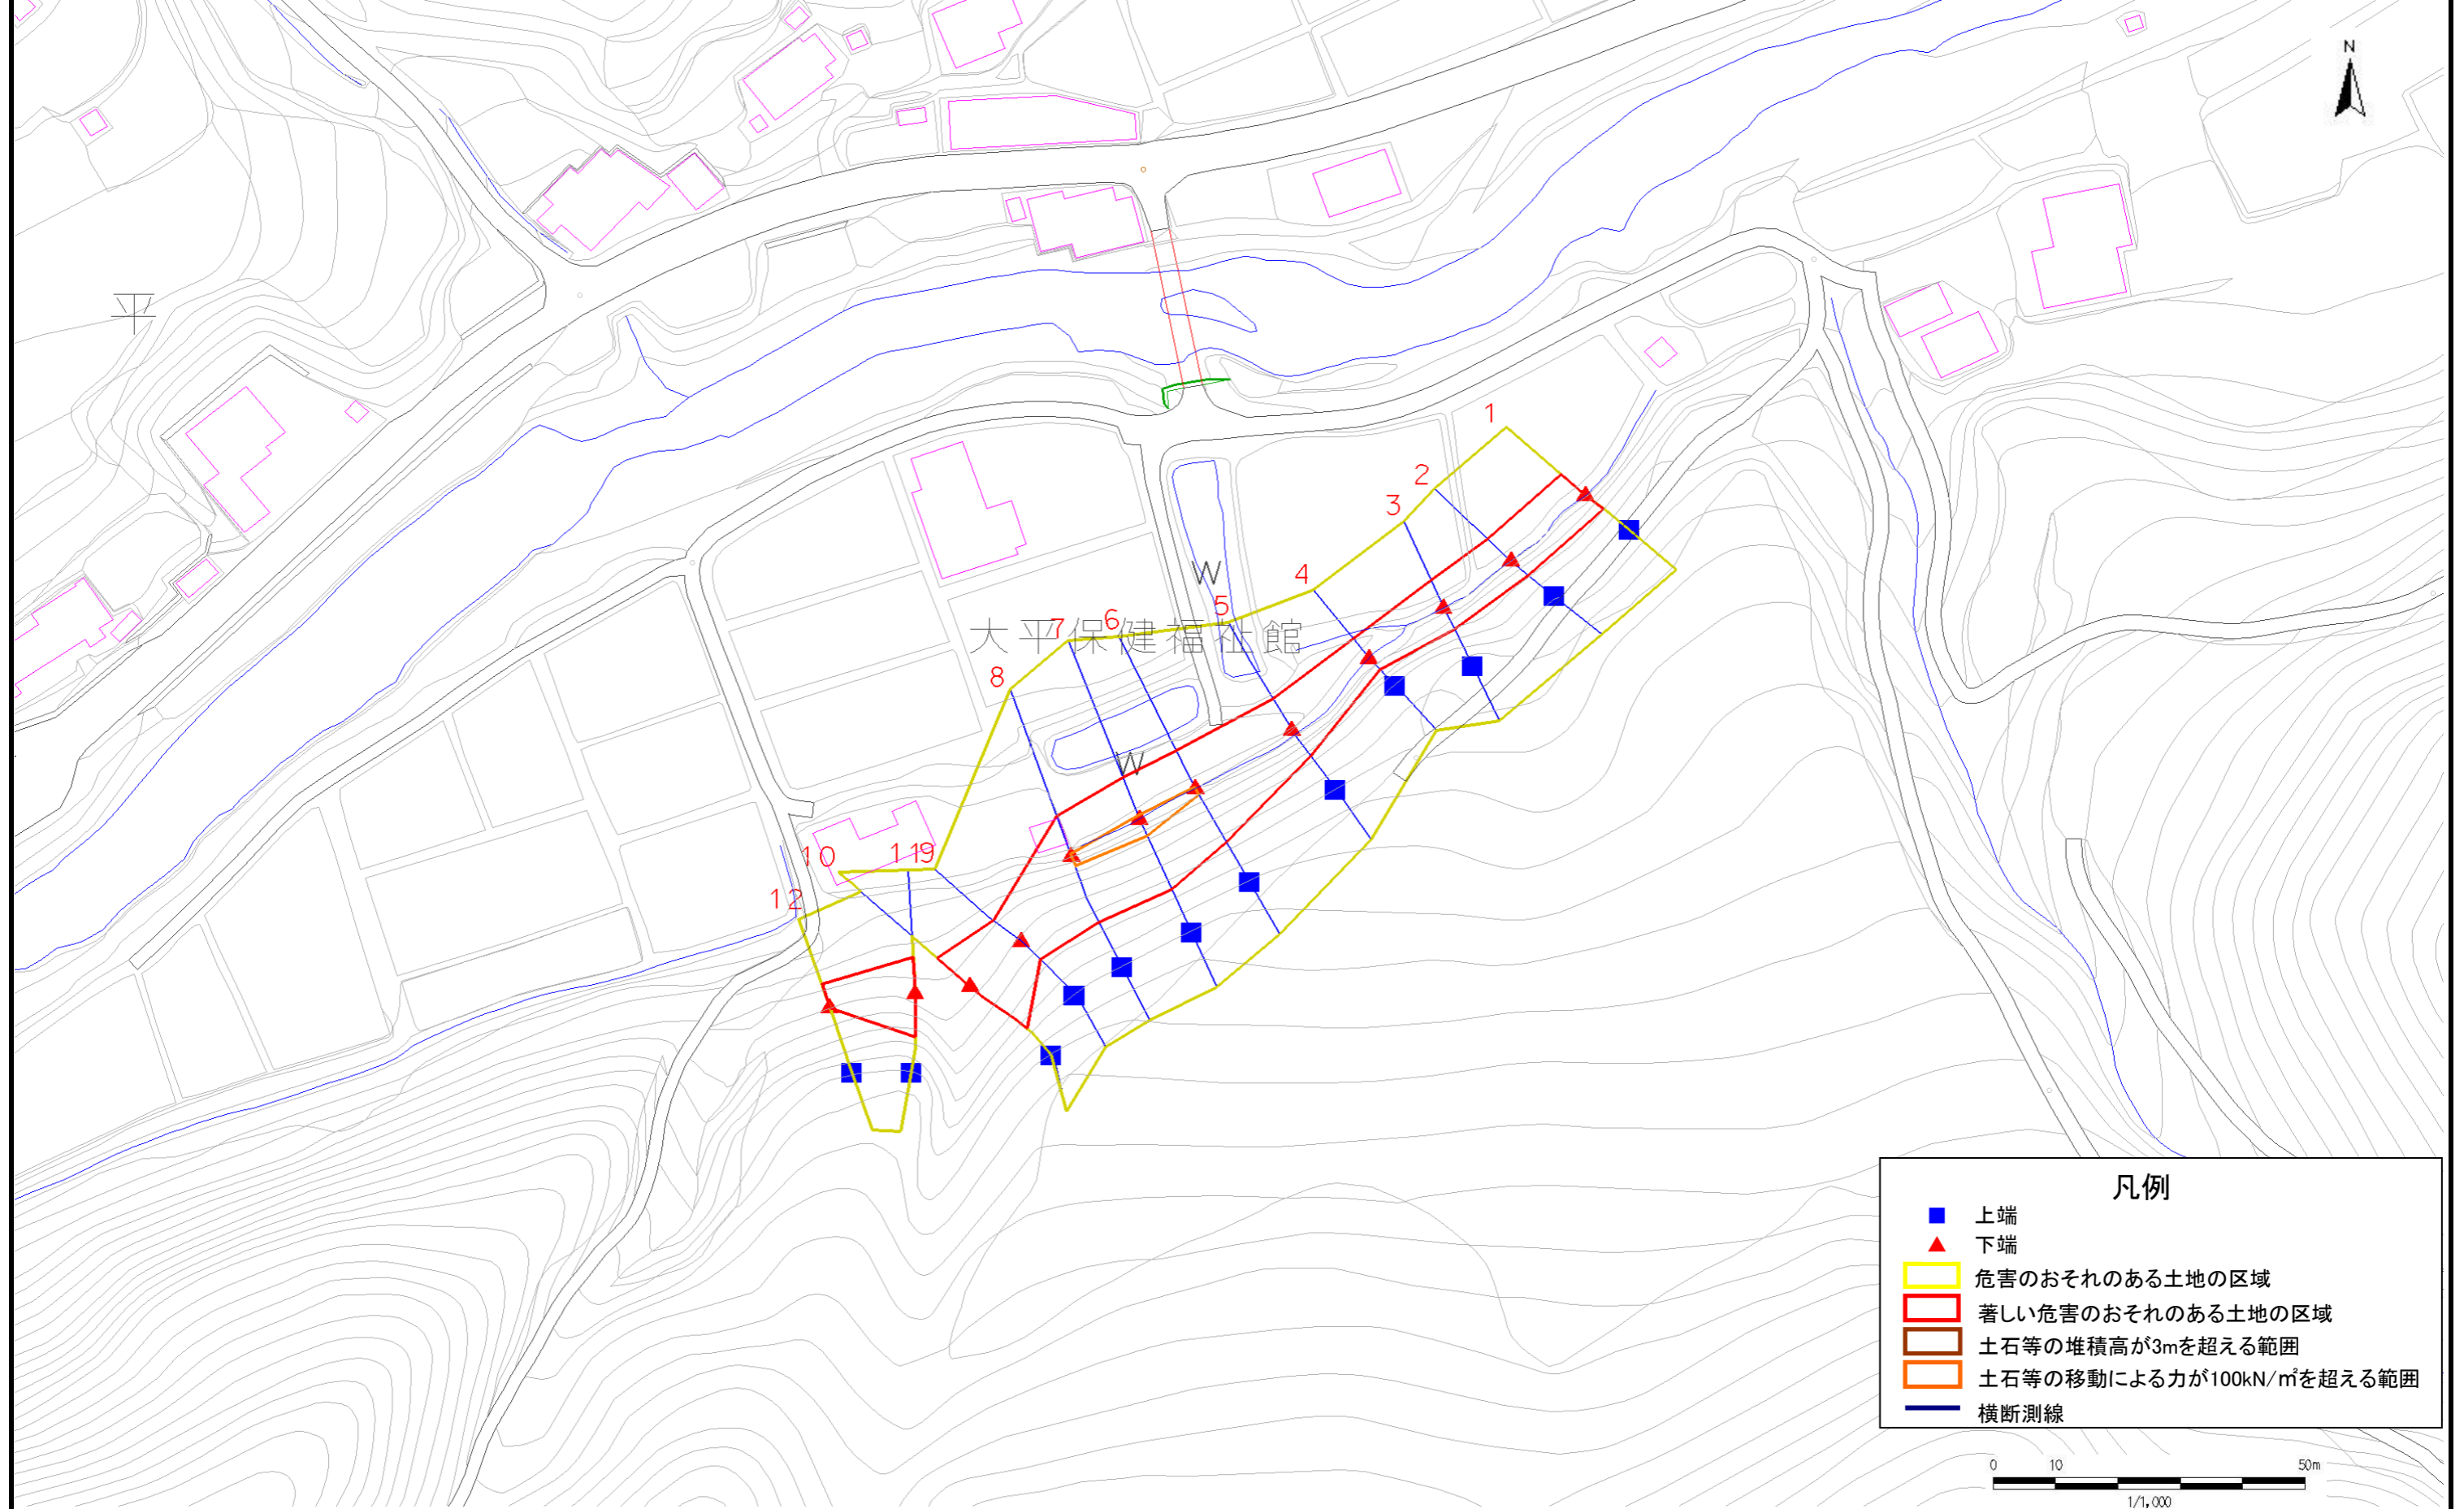 N
平
1
2
3
W
4
5
6
7
大平保健福祉館
8
W
9
11
10
12
凡例
上端
下端
危害のおそれのある土地の区域
著しい危害のおそれのある土地の区域
土石等の堆積高が3mを超える範囲
土石等の移動による力が100kN/㎡を超える範囲
横断測線
0 10 50m
1/1,000